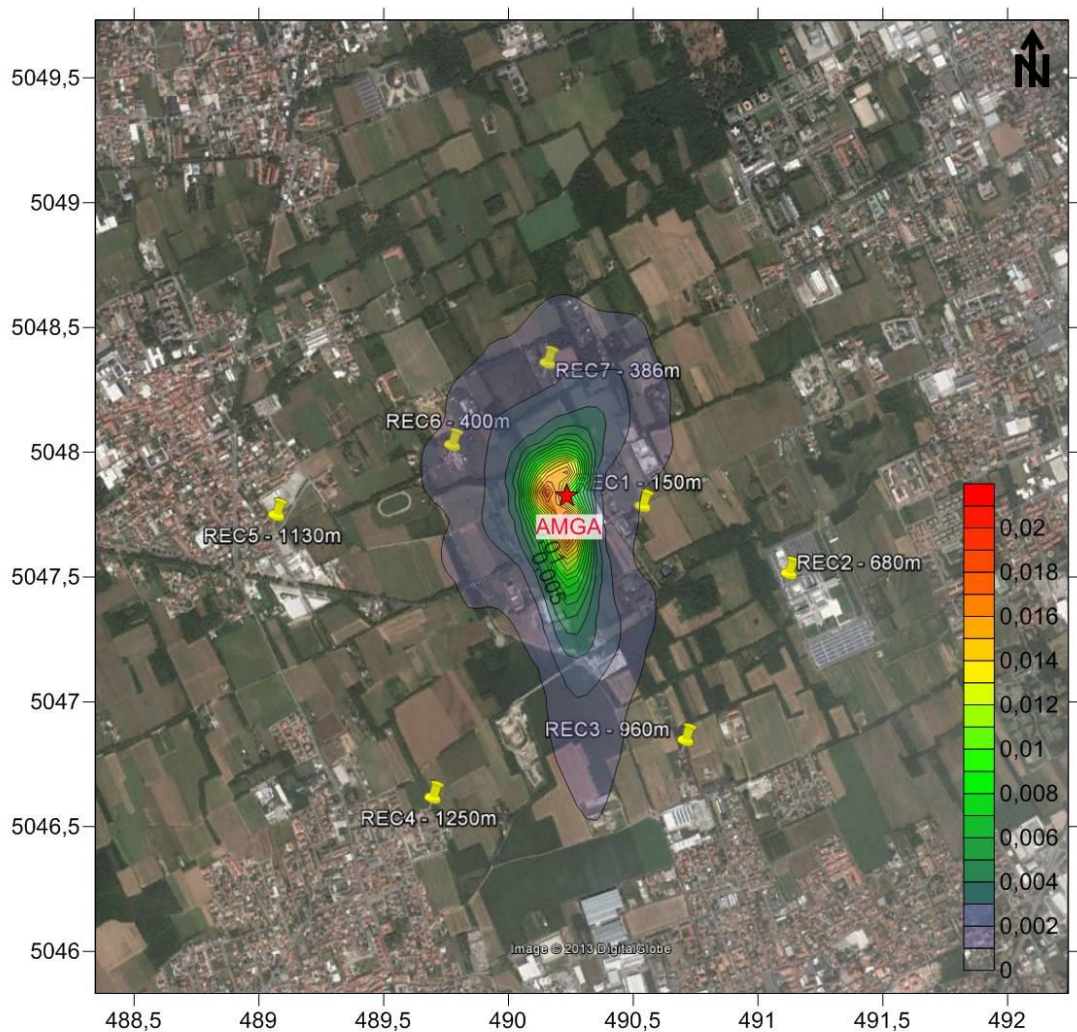 N
5049,5
5049
5048,5
REC7 - 386m
REC6 - 400m
5048
REC1 - 150m
AMGA
REC5 - 1130m
REC2 - 680m
5047,5
0.005
5047
REC3 - 960m
REC4 - 1250m
5046,5
5046
Image © 2013 DigitalGlobe
0,02
0,018
0,016
0,014
0,012
0,01
0,008
0,006
0,004
0,002
0
488,5
489
489,5
490
490,5
491
491,5
492